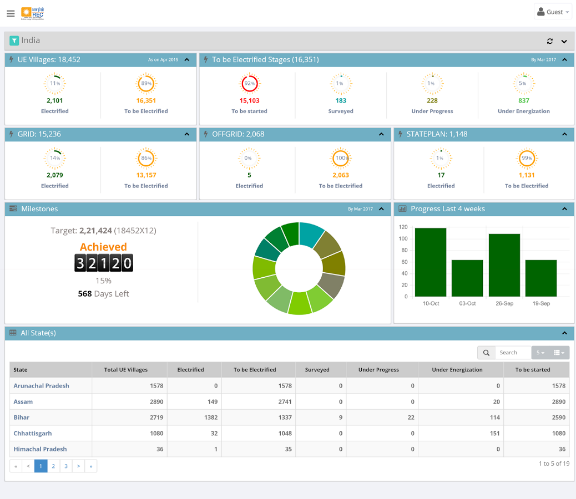 Guest
India
UE Villages: 18,452
As on Apr 2015
11%
2,101
Electrified
89%
16,351
To be Electrified
To be Electrified Stages (16,351)
By Mar 2017
92%
15,103
To be started
1%
183
Surveyed
1%
228
Under Progress
5%
837
Under Energization
GRID: 15,236
14%
2,079
Electrified
86%
13,157
To be Electrified
OFFGRID: 2,068
0%
5
Electrified
100%
2,063
To be Electrified
STATEPLAN: 1,148
1%
17
Electrified
99%
1,131
To be Electrified
Milestones
By Mar 2017
Target: 2,21,424 (18452X12)
Achieved
32120
15%
568 Days Left
Progress Last 4 weeks
120
100
80
60
40
20
0
10-Oct 03-Oct 26-Sep 19-Sep
All State(s)
Search
5
State Total UE Villages Electrified To be Electrified Surveyed Under Progress Under Energization To be started
Arunachal Pradesh 1578 0 1578 0 0 0 1578
Assam 2890 149 2741 0 0 20 2890
Bihar 2719 1382 1337 9 22 114 2590
Chhattisgarh 1080 32 1048 0 0 151 1080
Himachal Pradesh 36 1 35 0 0 0 36
« < 1 2 3 > »
1 to 5 of 15